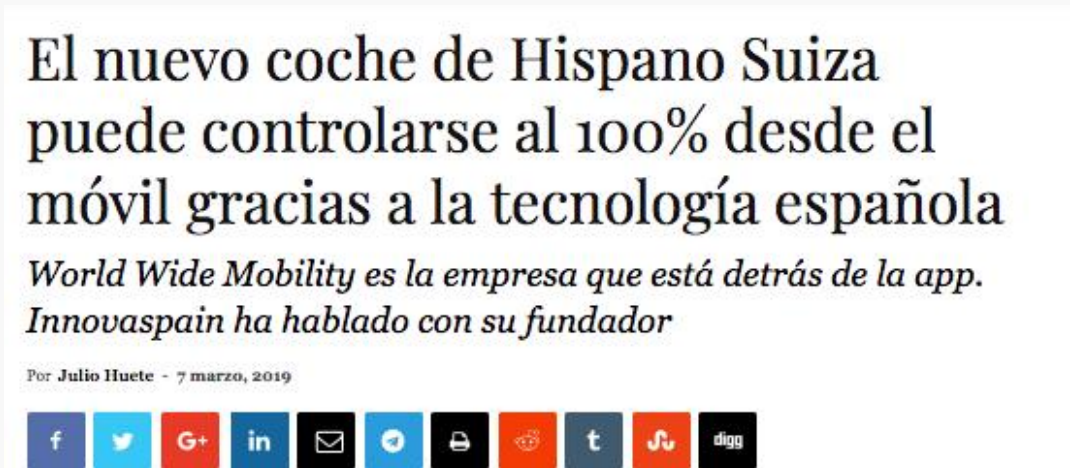 El nuevo coche de Hispano Suiza
puede controlarse al 100% desde el
móvil gracias a la tecnología española
World Wide Mobility es la empresa que está detrás de la app.
Innovaspain ha hablado con su fundador
Por Julio Huete - 7 marzo, 2019
f G+ in t digg